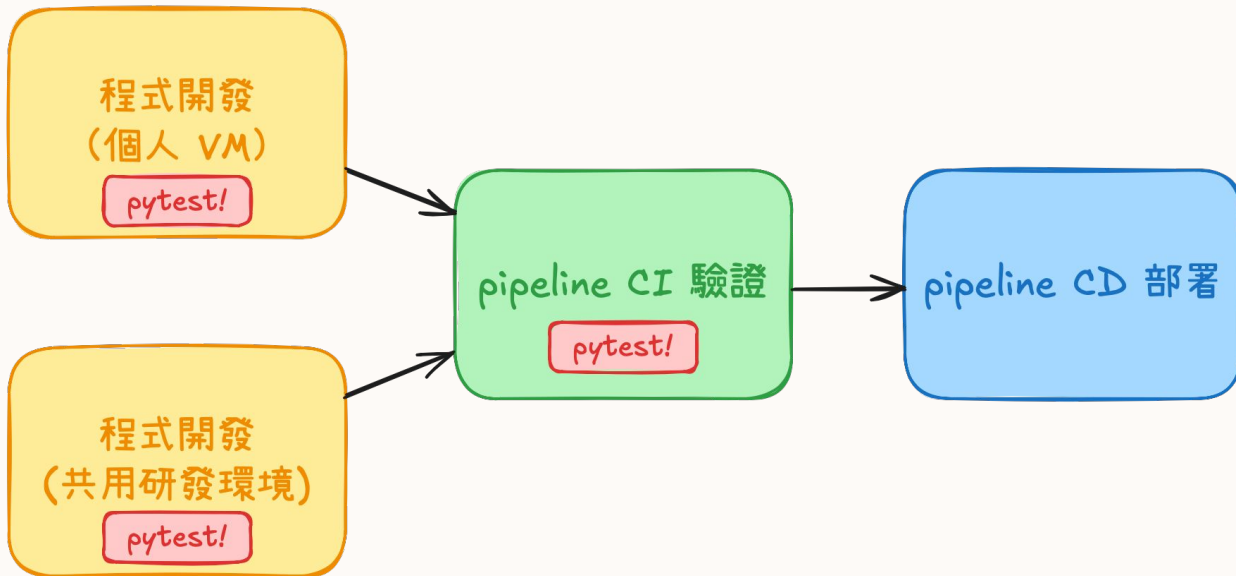 程式開發
(個人 VM)
pytest!
程式開發
(共用研發環境)
pytest!
pipeline CI 驗證
pytest!
pipeline CD 部署